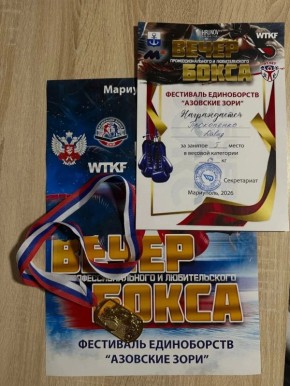 WTKF
ВЕЧЕР
ПРОФЕССИОНАЛЬНОГО И ЛЮБИТЕЛЬСКОГО
БОКСА
ФЕСТИВАЛЬ ЕДИНОБОРСТВ
"АЗОВСКИЕ ЗОРИ"
Награждается
за занятое место
в весовой категории
кг
Секретариат
Мариуполь, 2026
Мариу
WTKF
ВЕЧЕР
ПРОФЕССИОНАЛЬНОГО И ЛЮБИТЕЛЬСКОГО
БОКСА
ФЕСТИВАЛЬ ЕДИНОБОРСТВ
"АЗОВСКИЕ ЗОРИ"